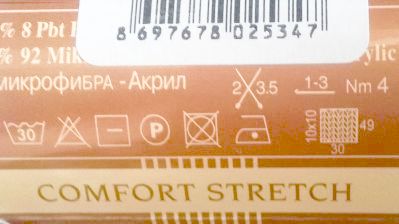 8 697678 025347
% 8 Pbt
% 92
ylic
микрофибра - Акрил
2 3.5
1-3
Nm 4
30
P
10x10
49
30
COMFORT STRETCH